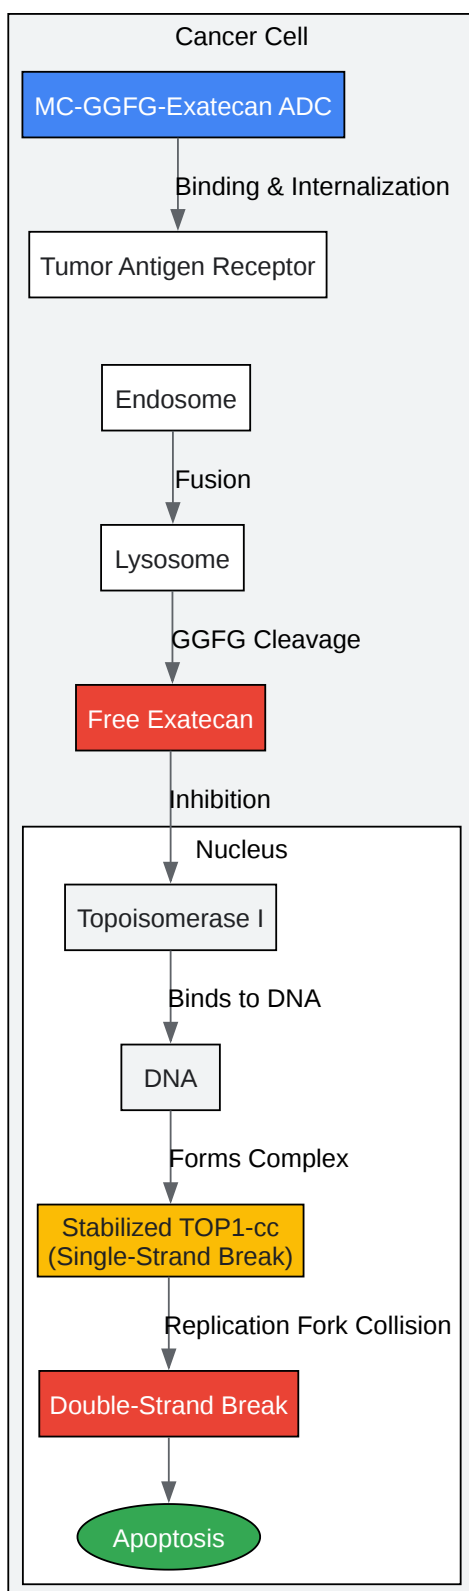 Cancer Cell
MC-GGFG-Exatecan ADC
Binding & Internalization
Tumor Antigen Receptor
Endosome
Fusion
Lysosome
GGFG Cleavage
Free Exatecan
Inhibition
Nucleus
Topoisomerase I
Binds to DNA
DNA
Forms Complex
Stabilized TOP1-cc
(Single-Strand Break)
Replication Fork Collision
Double-Strand Break
Apoptosis